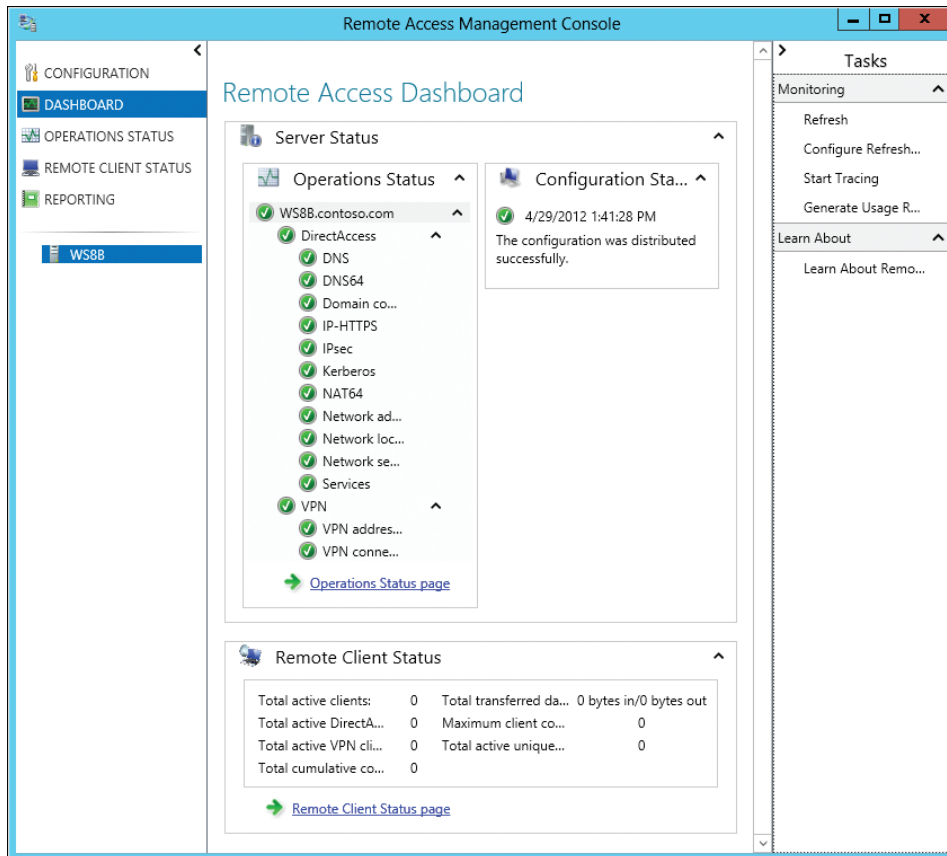 Remote Access Management Console
CONFIGURATION
DASHBOARD
OPERATIONS STATUS
REMOTE CLIENT STATUS
REPORTING
WS8B
Remote Access Dashboard
Server Status
Operations Status
WS8B.contoso.com
DirectAccess
DNS
DNS64
Domain co...
IP-HTTPS
IPsec
Kerberos
NAT64
Network ad...
Network loc...
Network se...
Services
VPN
VPN addres...
VPN conne...
Operations Status page
Configuration Sta...
4/29/2012 1:41:28 PM
The configuration was distributed
successfully.
Remote Client Status
Total active clients: 0 Total transferred da... 0 bytes in/0 bytes out
Total active DirectA... 0 Maximum client co... 0
Total active VPN cli... 0 Total active unique... 0
Total cumulative co... 0
Remote Client Status page
Tasks
Monitoring
Refresh
Configure Refresh...
Start Tracing
Generate Usage R...
Learn About
Learn About Remo...